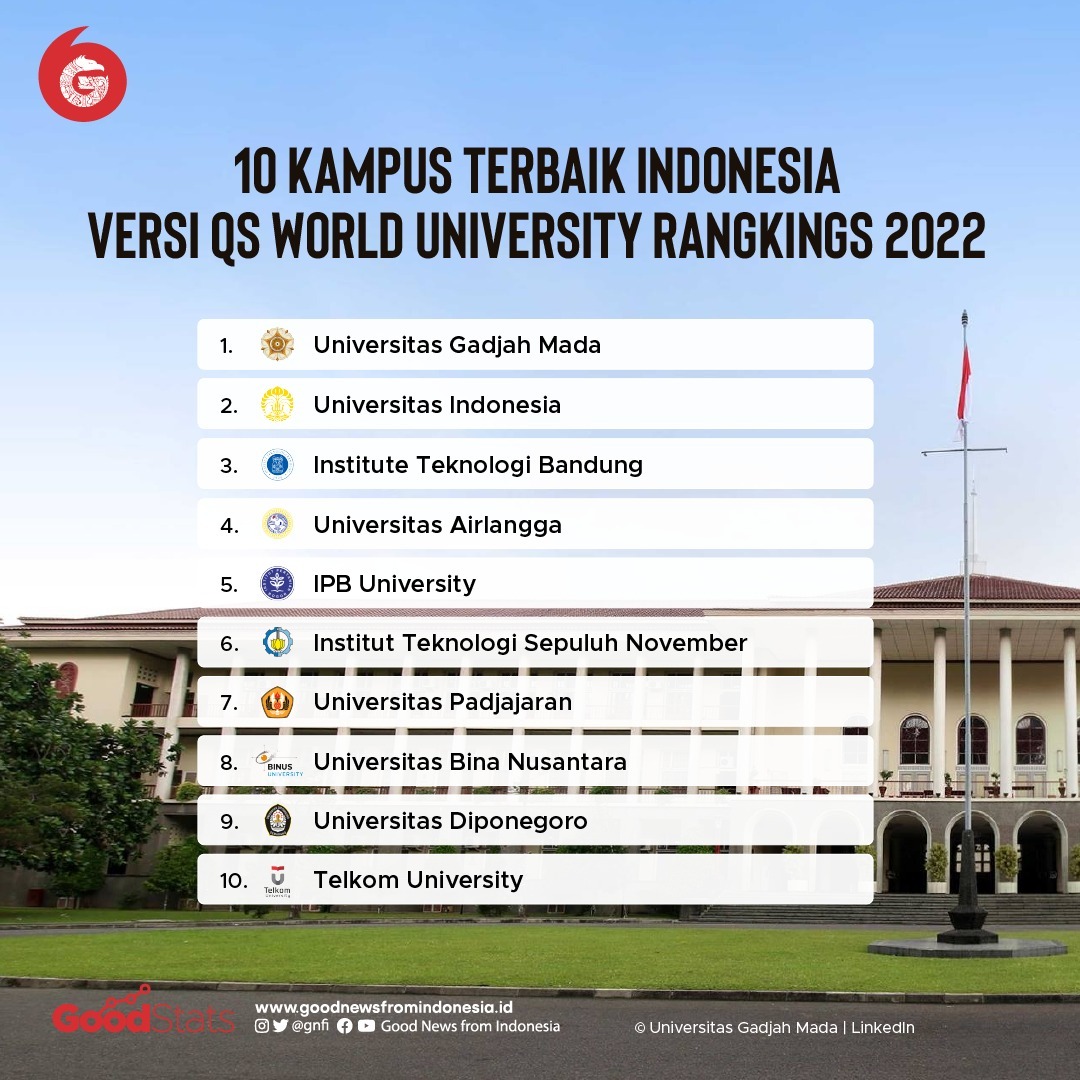 10 KAMPUS TERBAIK INDONESIA
VERSI QS WORLD UNIVERSITY RANGKINGS 2022
1. Universitas Gadjah Mada
2. Universitas Indonesia
3. Institute Teknologi Bandung
4. Universitas Airlangga
5. IPB University
6. Institut Teknologi Sepuluh November
7. Universitas Padjajaran
8. BINUS UNIVERSITY Universitas Bina Nusantara
9. Universitas Diponegoro
10. Telkom University Telkom University
GoodStats
www.goodnewsfromindonesia.id
@gnfi Good News from Indonesia
© Universitas Gadjah Mada | LinkedIn